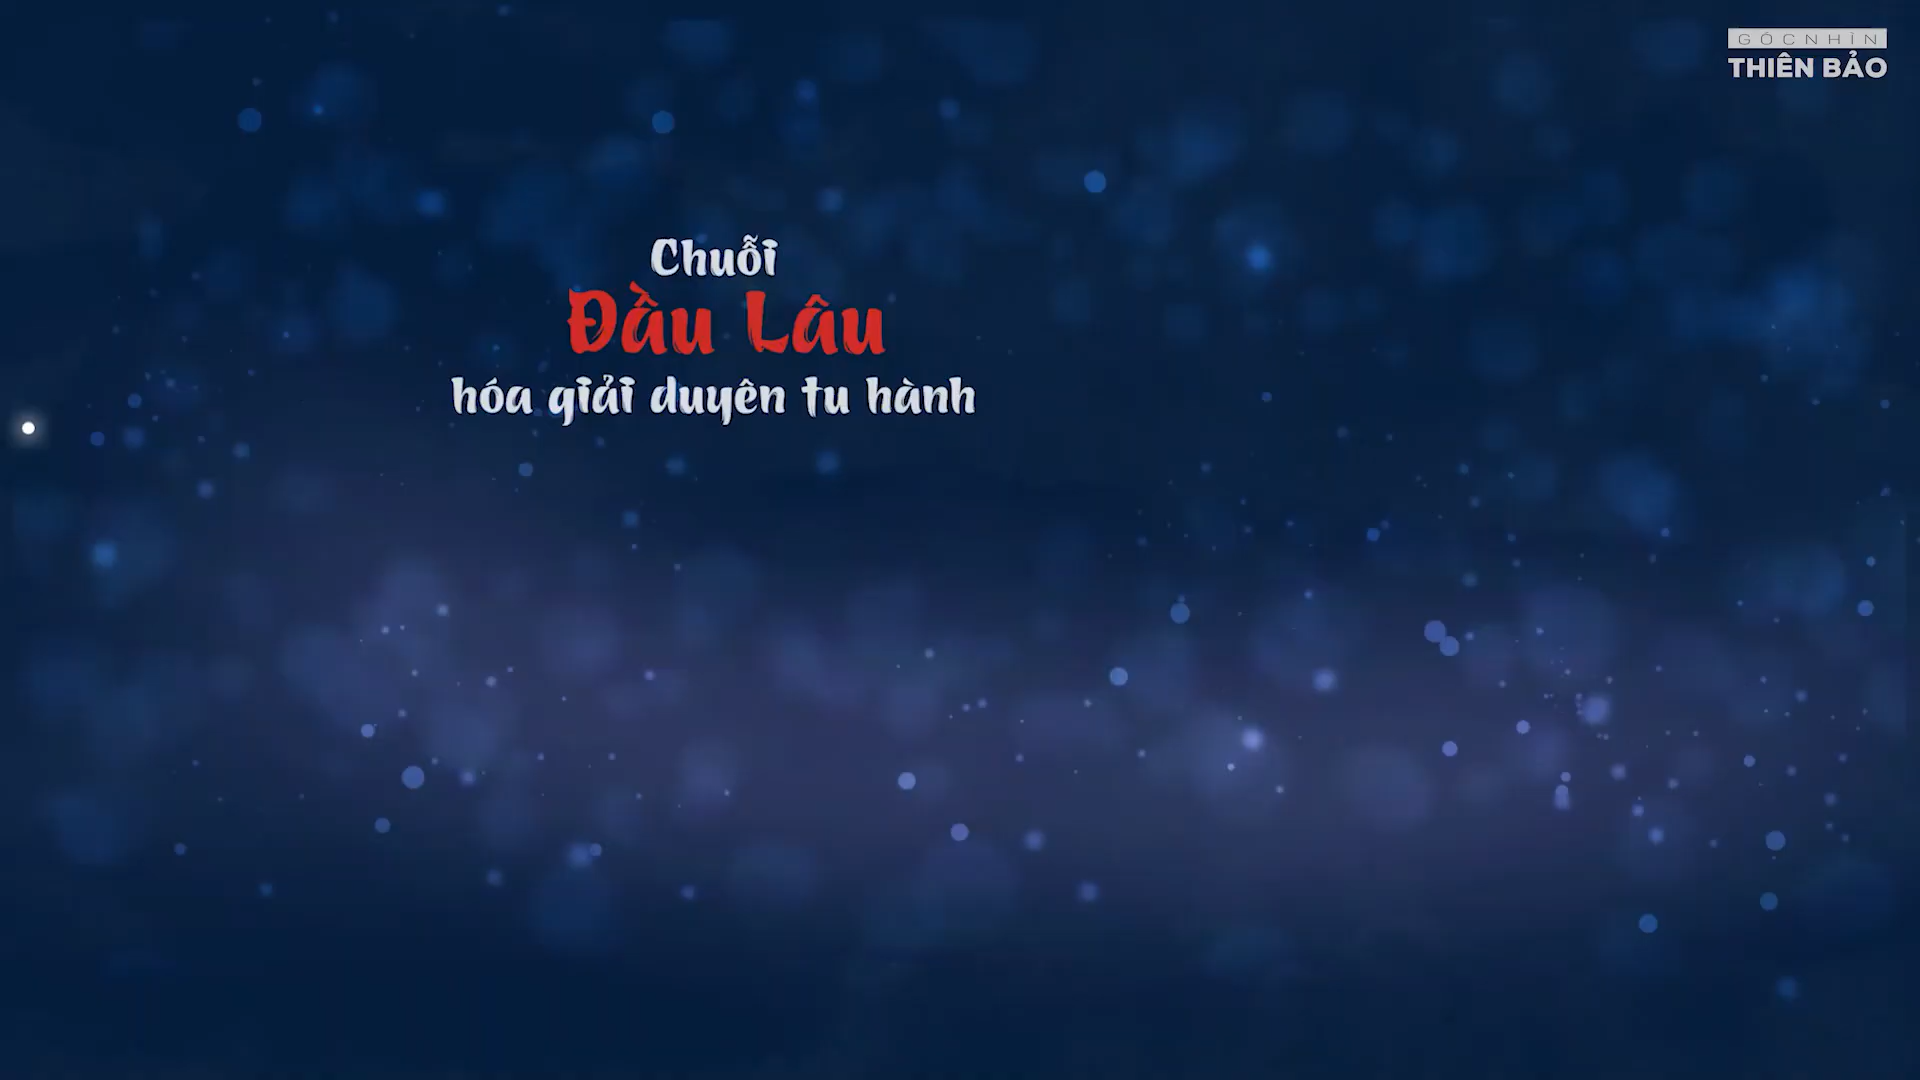 GÓC NHÌN
THIÊN BẢO
Chuỗi
Đầu Lâu
hóa giải duyên tu hành